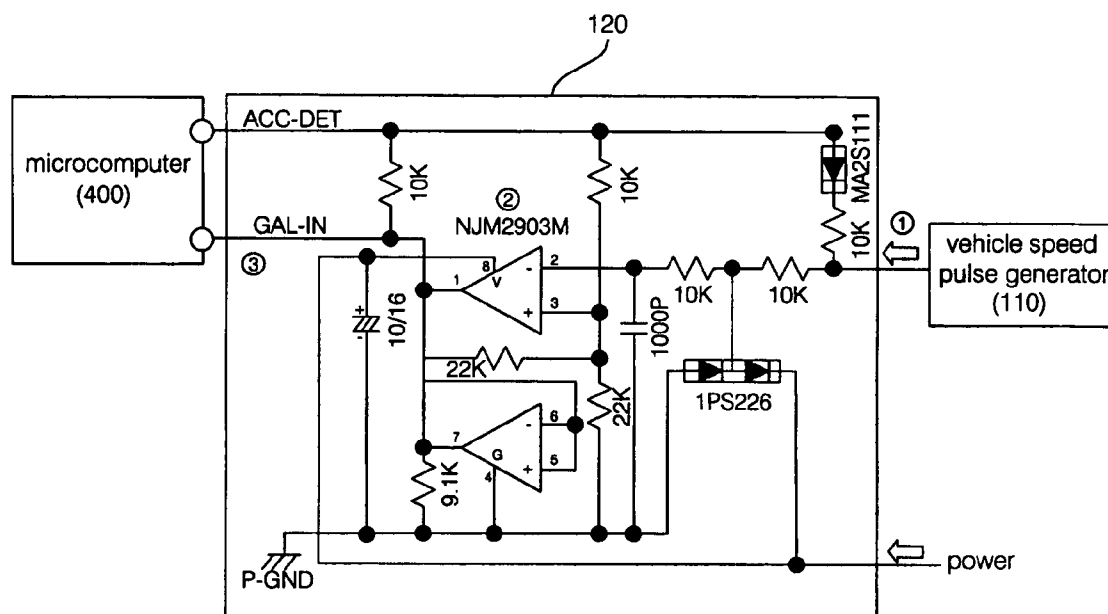 120
ACC-DET
microcomputer
(400)
10K
10K
MA2S111
10K
②
NJM2903M
GAL-IN
③
①
vehicle speed
pulse generator
(110)
8
V
-
2
1
+
3
10K
10K
+
-
10/16
1000P
22K
22K
1PS226
-
6
7
G
+
5
4
9.1K
P-GND
power